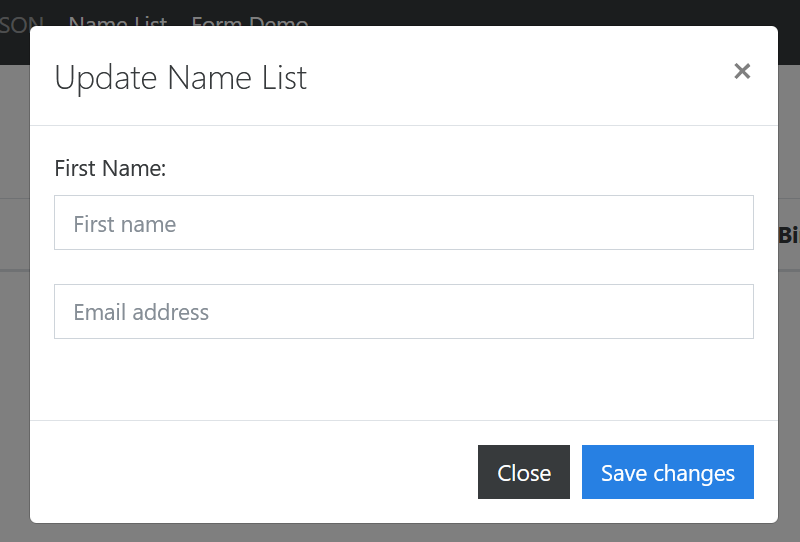 SON Name List Form Demo
Update Name List ×
First Name:
First name
Bi
Email address
Close Save changes